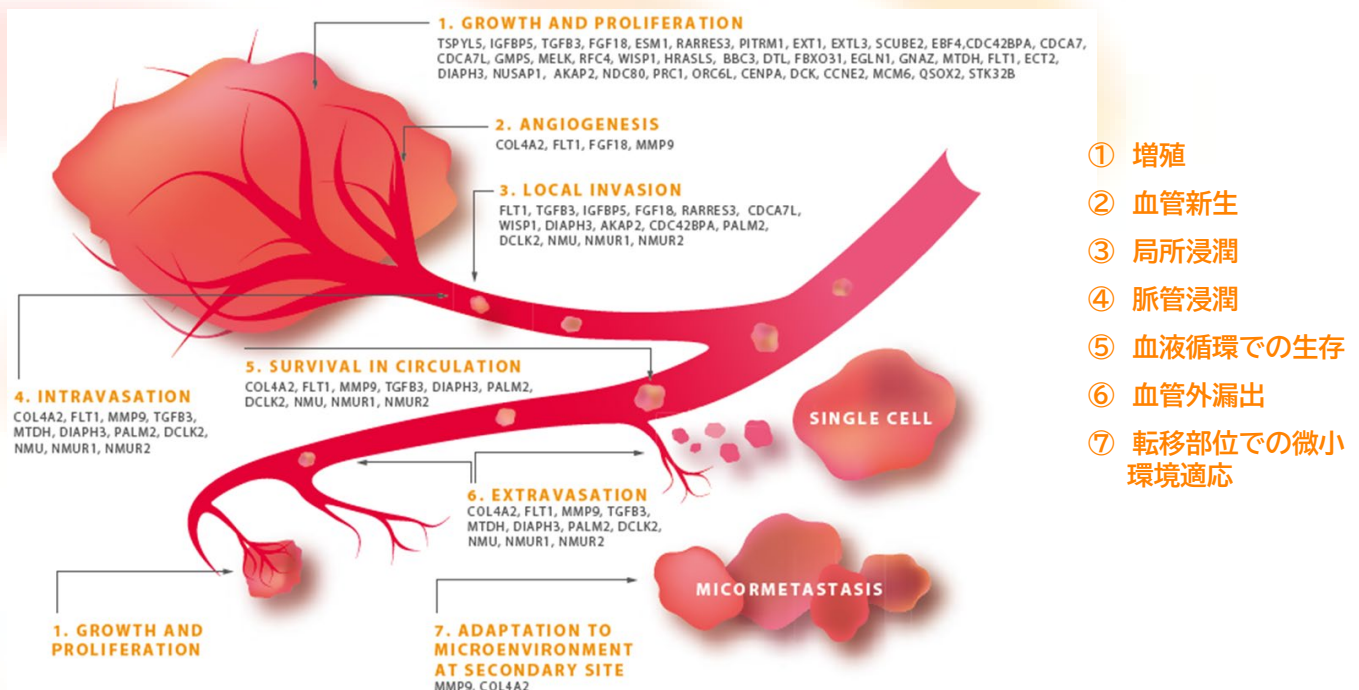 1. GROWTH AND PROLIFERATION
TSPYL5, IGFBP5, TGFB3, FGF18, ESM1, RARRES3, PITRM1, EXT1, EXTL3, SCUBE2, EBF4,CDC42BPA, CDCA7,
CDCA7L, GMPS, MELK, RFC4, WISP1, HRASLS, BBC3, DTL, FBXO31, EGLN1, GNAZ, MTDH, FLT1, ECT2,
DIAPH3, NUSAP1, AKAP2, NDC80, PRC1, ORC6L, CENPA, DCK, CCNE2, MCM6, QSOX2, STK32B
2. ANGIOGENESIS
COL4A2, FLT1, FGF18, MMP9
3. LOCAL INVASION
FLT1, TGFB3, IGFBP5, FGF18, RARRES3, CDCA7L,
WISP1, DIAPH3, AKAP2, CDC42BPA, PALM2,
DCLK2, NMU, NMUR1, NMUR2
4. INTRAVASATION
COL4A2, FLT1, MMP9, TGFB3,
MTDH, DIAPH3, PALM2, DCLK2,
NMU, NMUR1, NMUR2
5. SURVIVAL IN CIRCULATION
COL4A2, FLT1, MMP9, TGFB3, DIAPH3, PALM2,
DCLK2, NMU, NMUR1, NMUR2
SINGLE CELL
6. EXTRAVASATION
COL4A2, FLT1, MMP9, TGFB3,
MTDH, DIAPH3, PALM2, DCLK2,
NMU, NMUR1, NMUR2
MICORMETASTASIS
1. GROWTH AND
PROLIFERATION
7. ADAPTATION TO
MICROENVIRONMENT
AT SECONDARY SITE
MMP9, COL4A2
① 増殖
② 血管新生
③ 局所浸潤
④ 脈管浸潤
⑤ 血液循環での生存
⑥ 血管外漏出
⑦ 転移部位での微小
環境適応